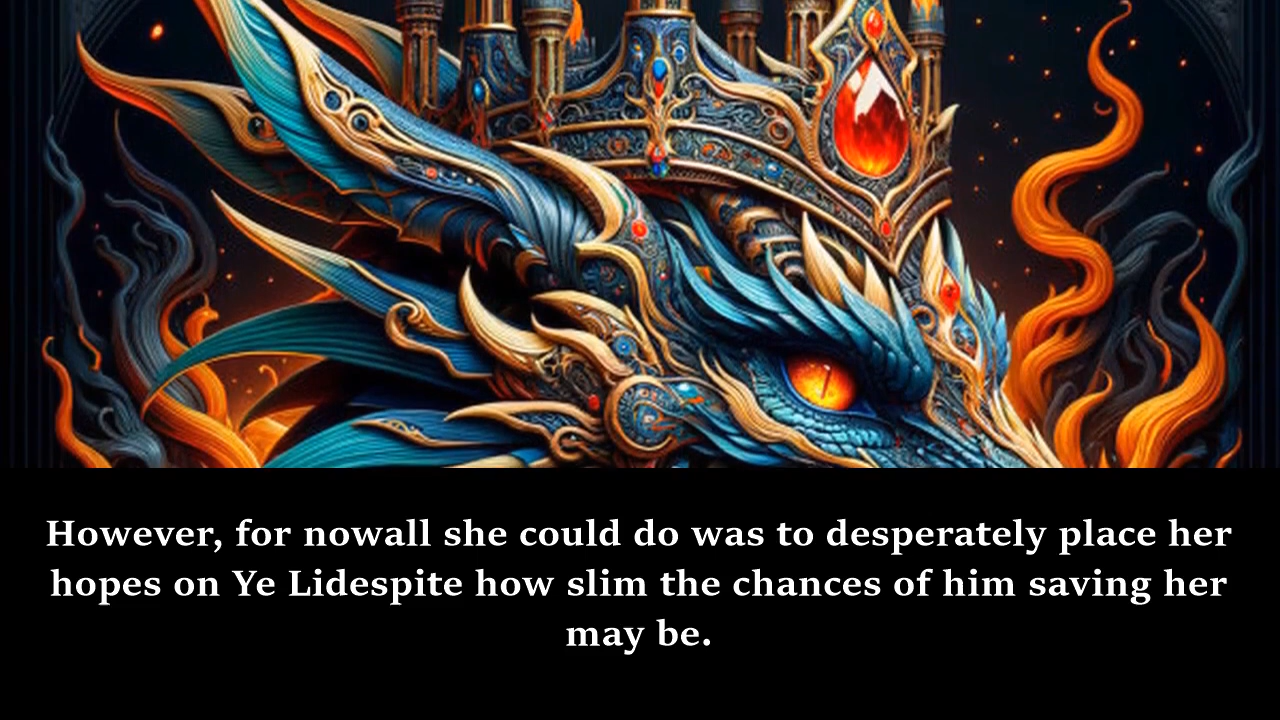 However, for nowall she could do was to desperately place her
hopes on Ye Lidespite how slim the chances of him saving her
may be.